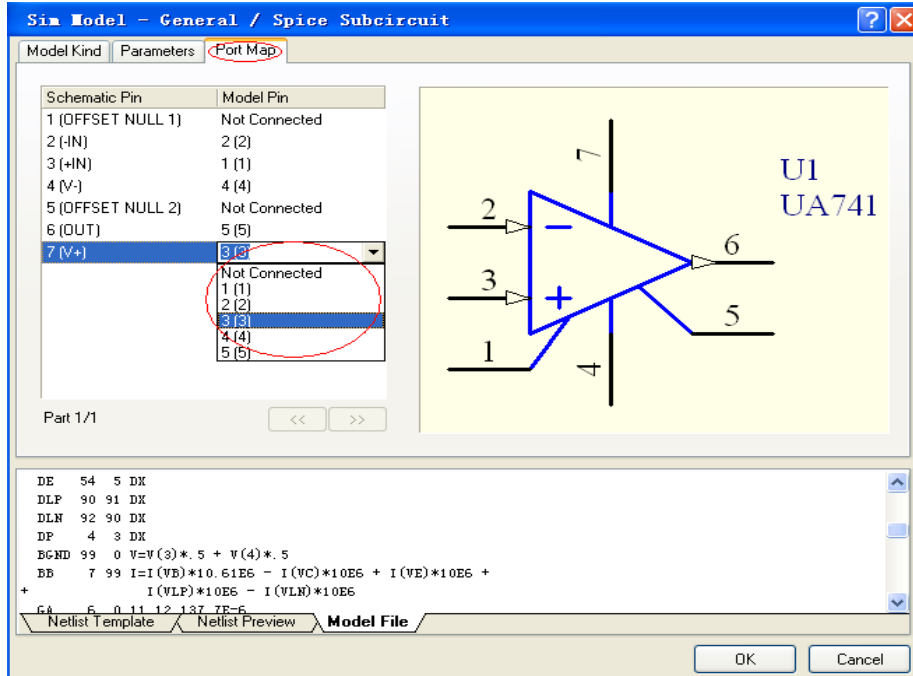 Sim Model - General / Spice Subcircuit
Model Kind Parameters Port Map
Schematic Pin Model Pin
1 (OFFSET NULL 1) Not Connected
2 (-IN) 2 (2)
3 (+IN) 1 (1)
4 (V-) 4 (4)
5 (OFFSET NULL 2) Not Connected
6 (OUT) 5 (5)
7 (V+) 3 (3)
Not Connected
1 (1)
2 (2)
3 (3)
4 (4)
5 (5)
Part 1/1
<< >>
7
U1
UA741
2
6
3
5
1
4
DE 54 5 DX
DLP 90 91 DX
DLN 92 90 DX
DP 4 3 DX
BGND 99 0 V=V(3)*.5 + V(4)*.5
BB 7 99 I=I(VB)*10.61E6 - I(VC)*10E6 + I(VE)*10E6 +
+ I(VLP)*10E6 - I(VLN)*10E6
GA 6 0 11 12 137.7E-6
Netlist Template Netlist Preview Model File
OK Cancel